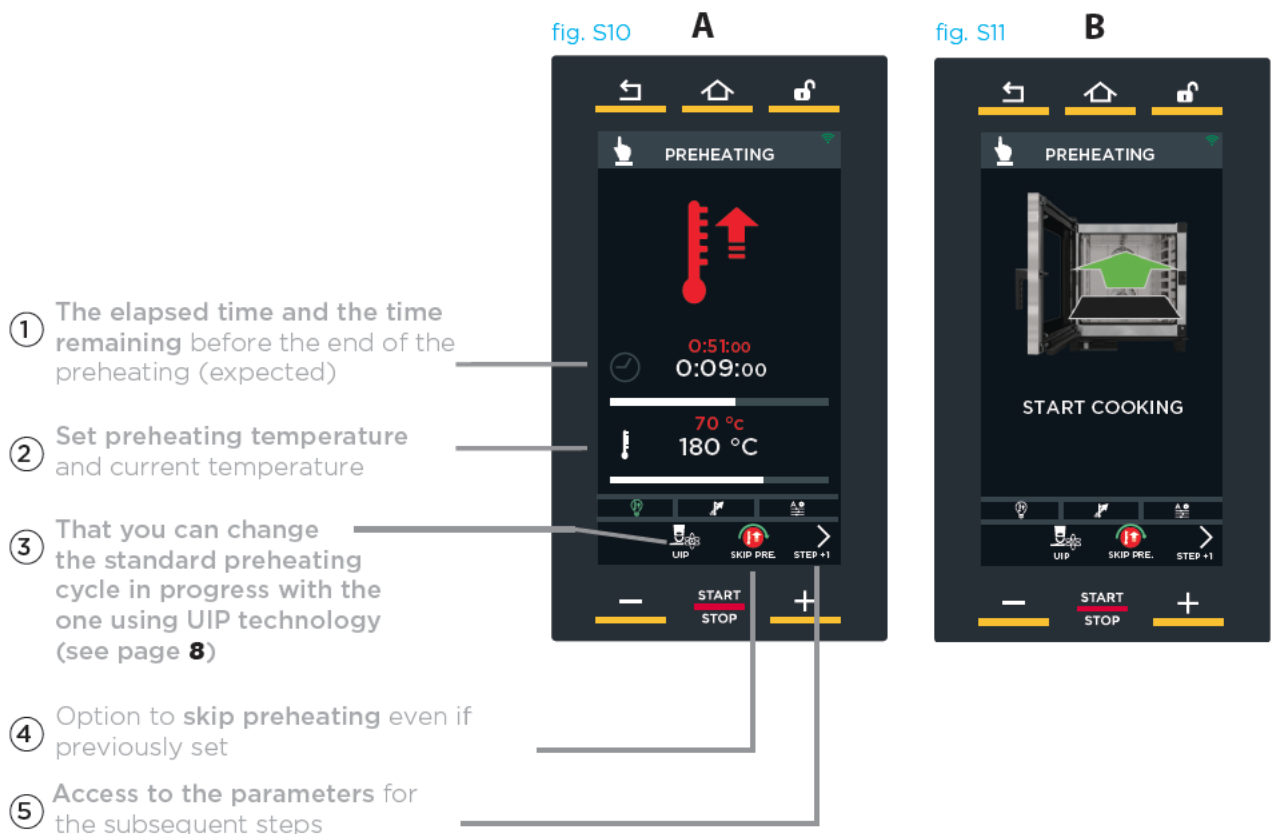 fig. S10 A
fig. S11 B
PREHEATING
0:51:00
0:09:00
70 °c
180 °C
UIP
SKIP PRE.
STEP +1
START
STOP
PREHEATING
START COOKING
UIP
SKIP PRE.
STEP +1
START
STOP
1 The elapsed time and the time
remaining before the end of the
preheating (expected)
2 Set preheating temperature
and current temperature
3 That you can change
the standard preheating
cycle in progress with the
one using UIP technology
(see page 8)
4 Option to skip preheating even if
previously set
5 Access to the parameters for
the subsequent steps